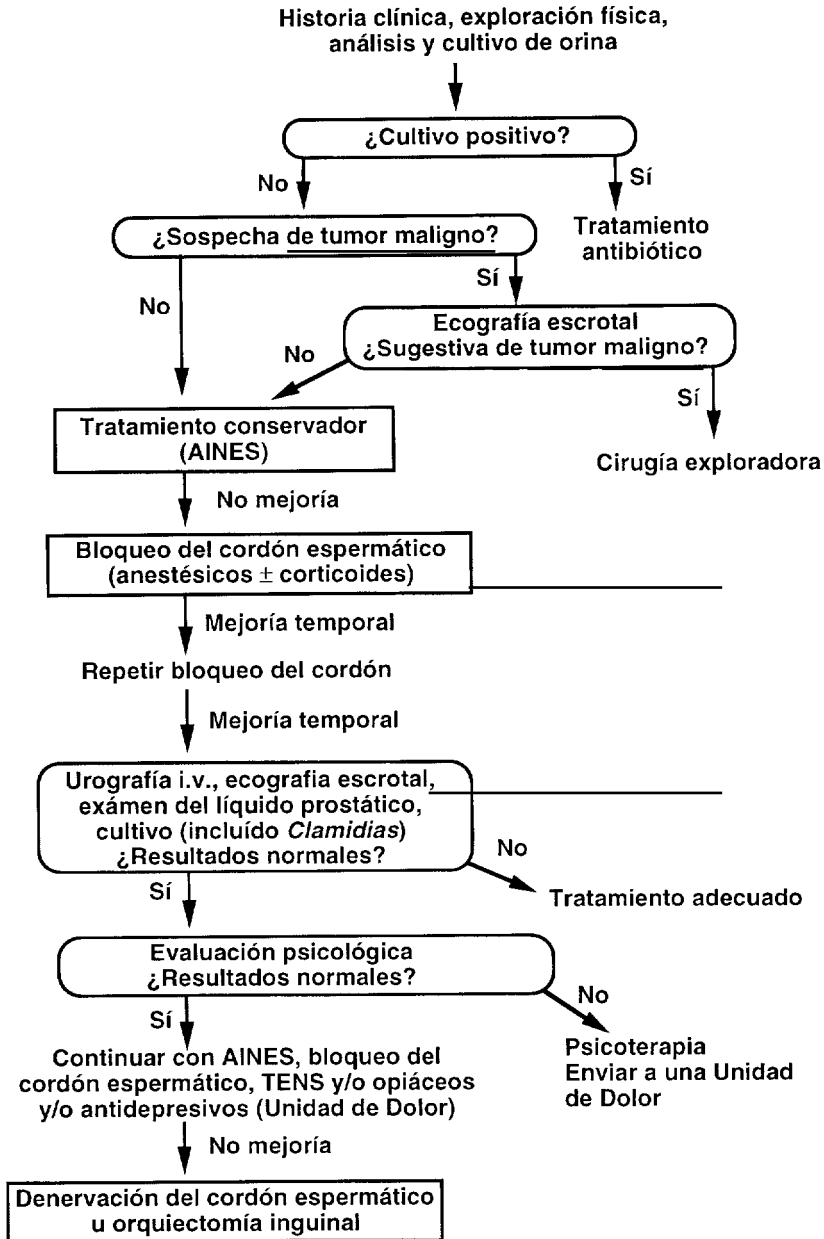 Historia clínica, exploración física,
análisis y cultivo de orina
¿Cultivo positivo?
No
Sí
¿Sospecha de tumor maligno?
Tratamiento
antibiótico
No
Sí
Ecografía escrotal
¿Sugestiva de tumor maligno?
No
Sí
Tratamiento conservador
(AINES)
Cirugía exploradora
No mejoría
Bloqueo del cordón espermático
(anestésicos ± corticoides)
Mejoría temporal
Repetir bloqueo del cordón
Mejoría temporal
Urografía i.v., ecografia escrotal,
exámen del líquido prostático,
cultivo (incluído Clamidias)
¿Resultados normales?
No
Sí
Tratamiento adecuado
Evaluación psicológica
¿Resultados normales?
No
Sí
Psicoterapia
Enviar a una Unidad
de Dolor
Continuar con AINES, bloqueo del
cordón espermático, TENS y/o opiáceos
y/o antidepresivos (Unidad de Dolor)
No mejoría
Denervación del cordón espermático
u orquiectomía inguinal